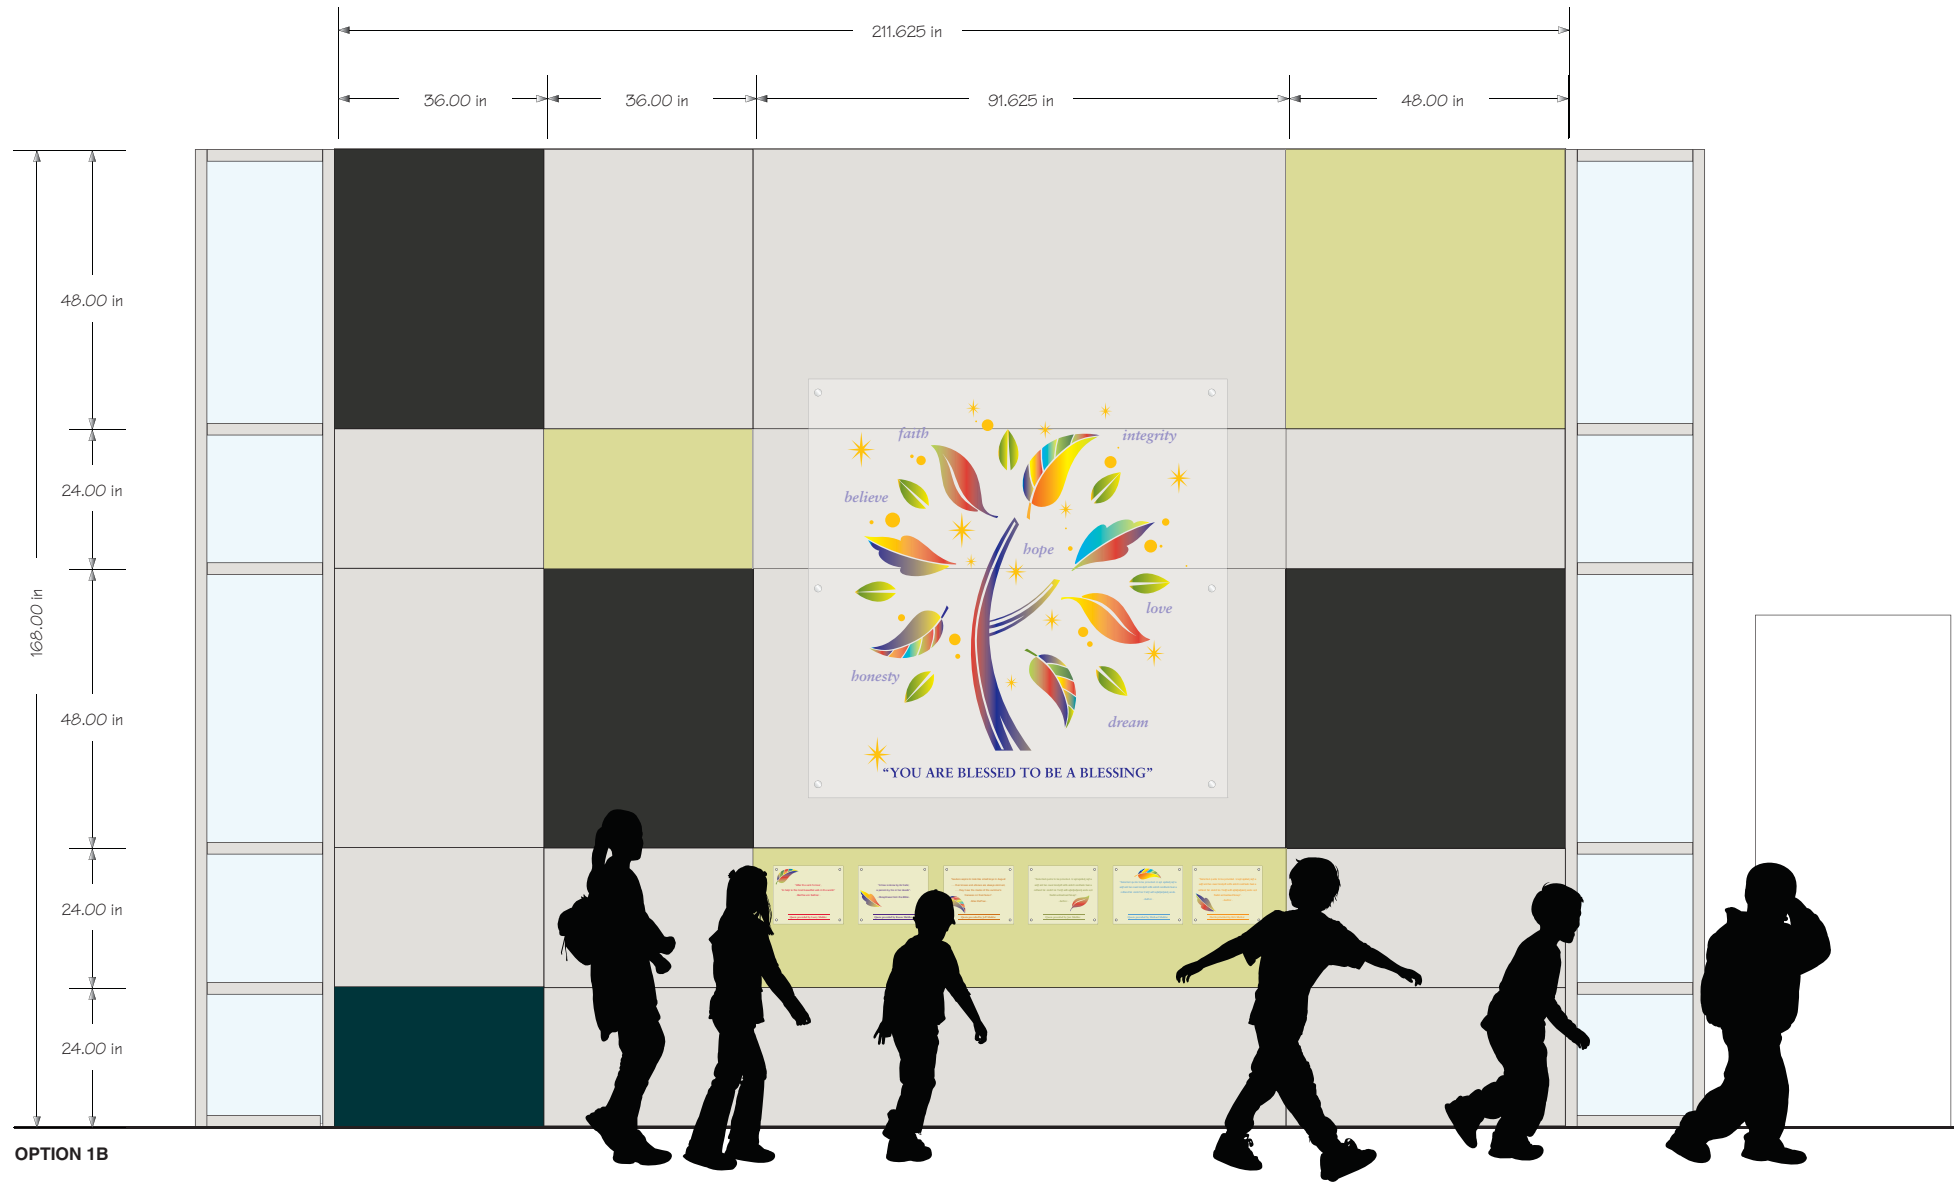 211.625 in
36.00 in
36.00 in
91.625 in
48.00 in
48.00 in
24.00 in
168.00 in
48.00 in
24.00 in
24.00 in
faith
integrity
believe
hope
love
honesty
dream
“YOU ARE BLESSED TO BE A BLESSING”
OPTION 1B